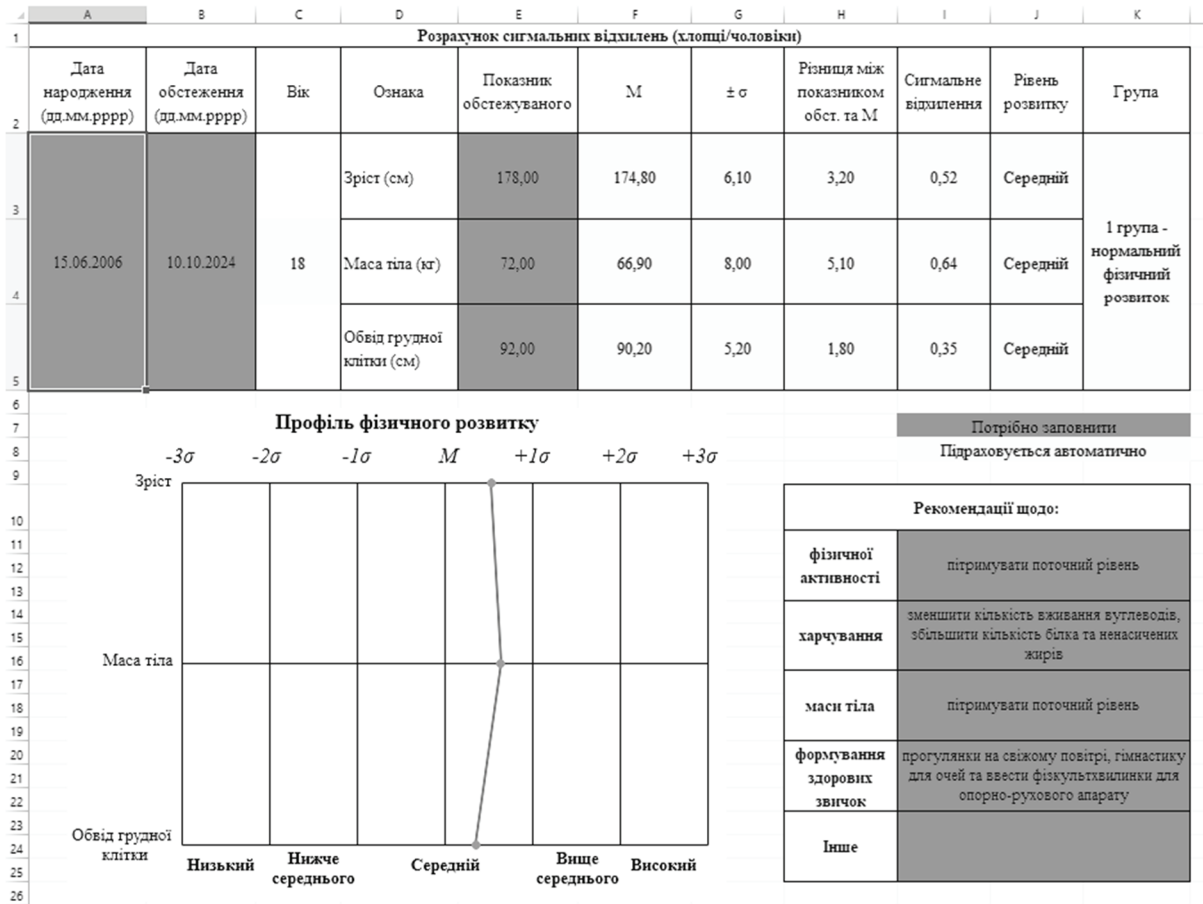 A B C D E F G H I J K
1 Розрахунок сигмальних відхилень (хлопці/чоловіки)
2
Дата
народження
(дд.мм.рррр)
Дата
обстеження
(дд.мм.рррр)
Вік
Ознака
Показник
обстежуваного
М
± σ
Різниця між
показником
обст. та М
Сигмальне
відхилення
Рівень
розвитку
Група
3
15.06.2006
10.10.2024
18
Зріст (см) 178,00 174,80 6,10 3,20 0,52 Середній
4
Маса тіла (кг) 72,00 66,90 8,00 5,10 0,64 Середній
5
Обвід грудної
клітки (см)
92,00 90,20 5,20 1,80 0,35 Середній
1 група -
нормальний
фізичний
розвиток
6
7
8
9
10
11
12
13
14
15
16
17
18
19
20
21
22
23
24
25
26
Профіль фізичного розвитку
-3σ -2σ -1σ M +1σ +2σ +3σ
Зріст
Маса тіла
Обвід грудної
клітки
Низький
Нижче
середнього
Середній
Вище
середнього
Високий
Потрібно заповнити
Підраховується автоматично
Рекомендації щодо:
фізичної
активності
пітримувати поточний рівень
харчування
зменшити кількість вживання вуглеводів,
збільшити кількість білка та ненасичених
жирів
маси тіла
пітримувати поточний рівень
формування
здорових
звичок
прогулянки на свіжому повітрі, гімнастику
для очей та ввести фізкультхвилинки для
опорно-рухового апарату
Інше